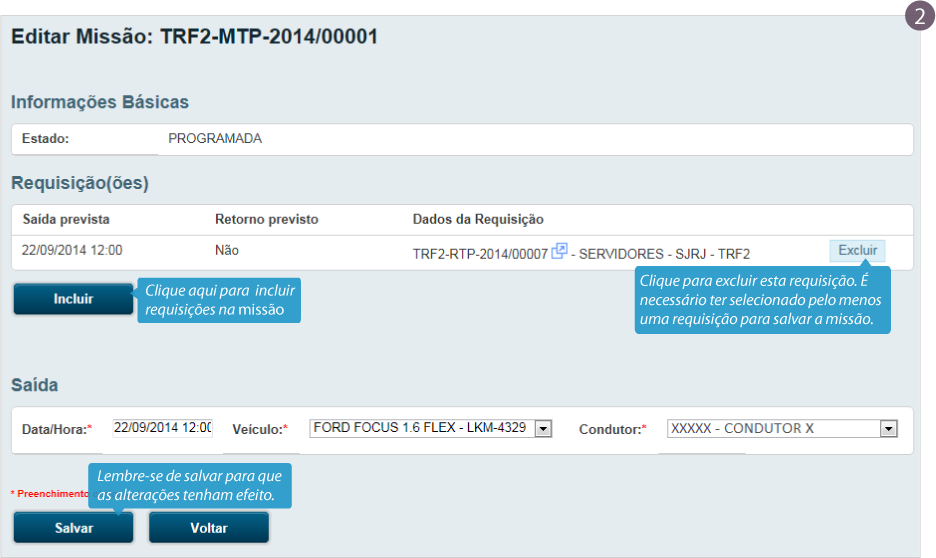 2
Editar Missão: TRF2-MTP-2014/00001
Informações Básicas
Estado: PROGRAMADA
Requisição(ões)
Saída prevista Retorno previsto Dados da Requisição
22/09/2014 12:00 Não TRF2-RTP-2014/00007 - SERVIDORES - SJRJ - TRF2 Excluir
Incluir
Clique aqui para incluir
requisições na missão
Clique para excluir esta requisição. É
necessário ter selecionado pelo menos
uma requisição para salvar a missão.
Saída
Data/Hora:* 22/09/2014 12:00 Veículo:* FORD FOCUS 1.6 FLEX - LKM-4329 Condutor:* XXXXX - CONDUTOR X
Lembre-se de salvar para que
as alterações tenham efeito.
* Preenchimento
Salvar Voltar